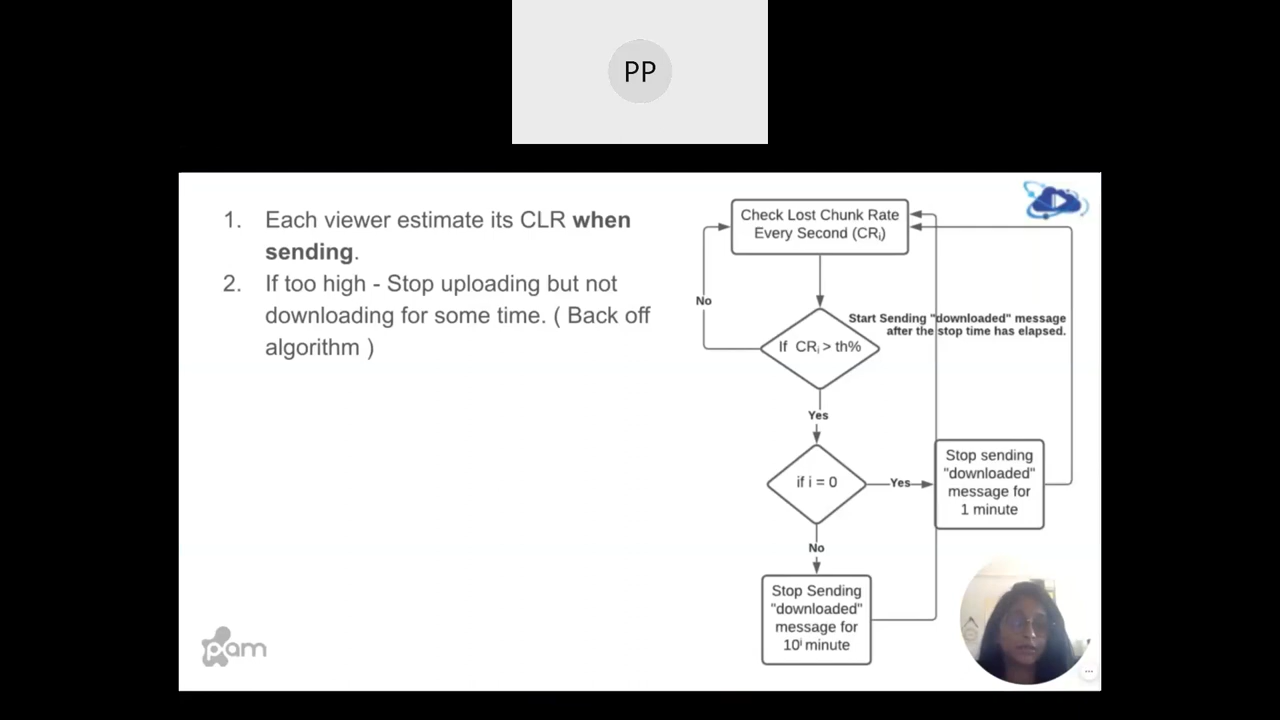 PP
1. Each viewer estimate its CLR when
sending.
2. If too high - Stop uploading but not
downloading for some time. ( Back off
algorithm )
Check Lost Chunk Rate
Every Second (CRᵢ)
No
Start Sending "downloaded" message
after the stop time has elapsed.
If CRᵢ > th%
Yes
if i = 0
Yes
Stop sending
"downloaded"
message for
1 minute
No
Stop Sending
"downloaded"
message for
10ⁱ minute
pam